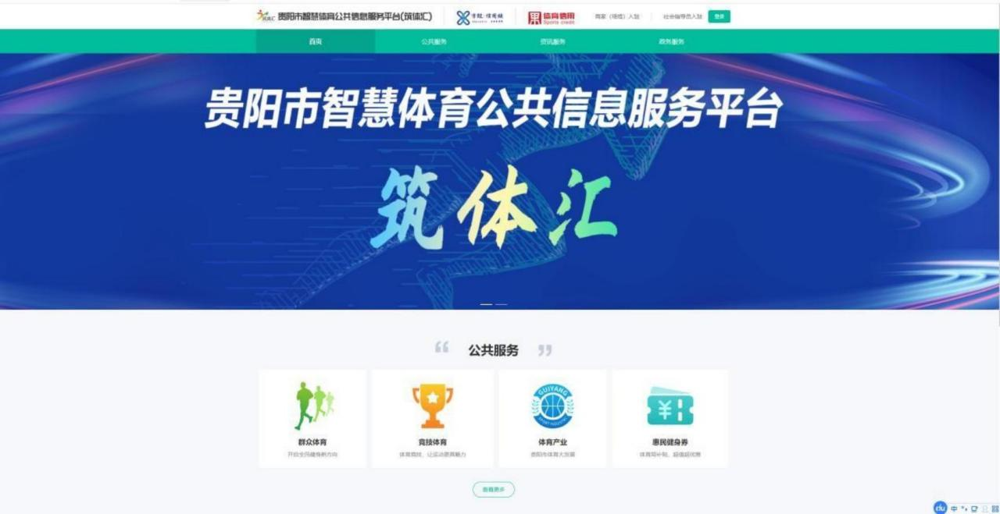 贵阳市智慧体育公共信息服务平台(筑体汇)
体育信用
Sports credit
商家（场馆）入驻
社会指导员入驻
登录
首页
公共服务
资讯服务
政务服务
贵阳市智慧体育公共信息服务平台
筑体汇
“ 公共服务 ”
GUIYANG
SPORT INDUSTRY
群众体育
开启全民健身新方向
竞技体育
体育竞技，让运动更具魅力
体育产业
贵阳市体育大发展
惠民健身券
体育局补贴，超值超优惠
查看更多
du 中